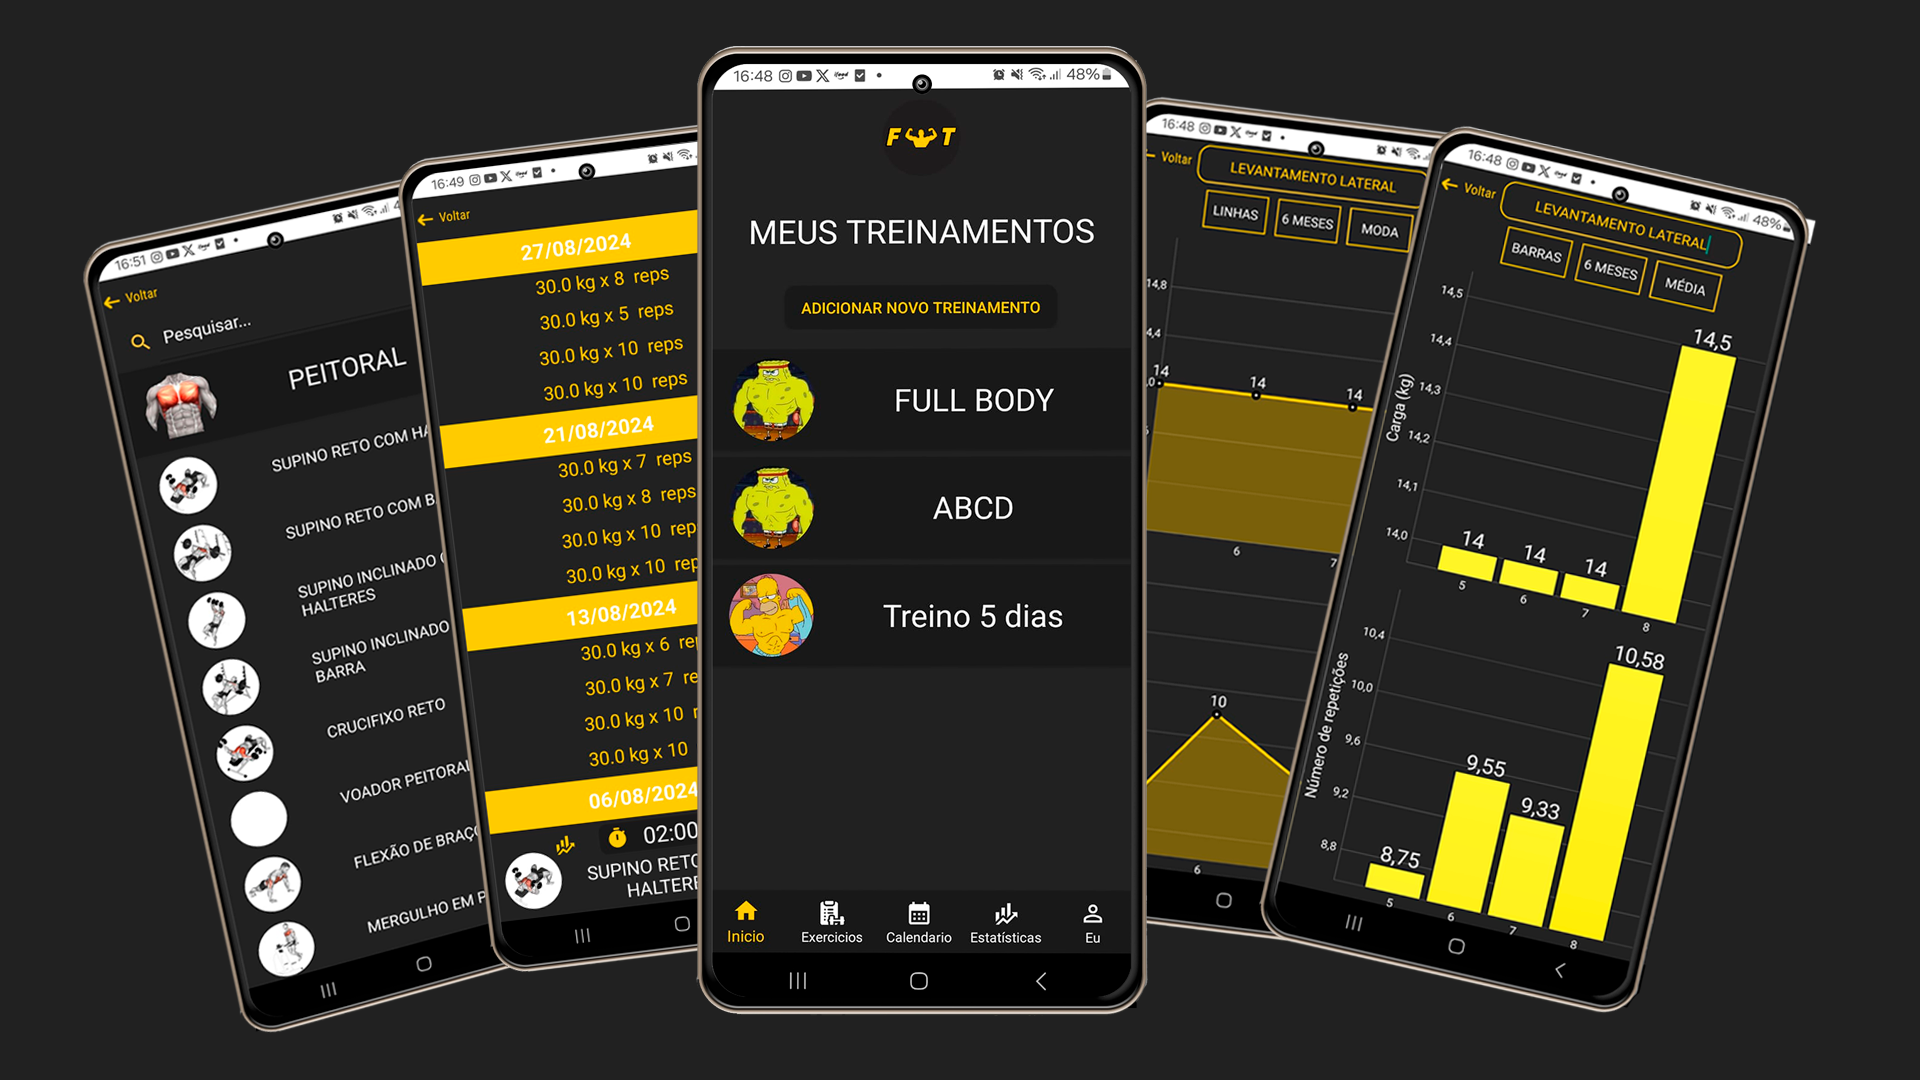 16:51
Voltar
Pesquisar...
PEITORAL
SUPINO RETO COM HA
SUPINO RETO COM B
SUPINO INCLINADO
HALTERES
SUPINO INCLINADO
BARRA
CRUCIFIXO RETO
VOADOR PEITORAL
FLEXÃO DE BRAÇO
MERGULHO EM P
16:49
Voltar
27/08/2024
30.0 kg x 8 reps
30.0 kg x 5 reps
30.0 kg x 10 reps
30.0 kg x 10 reps
21/08/2024
30.0 kg x 7 reps
30.0 kg x 8 reps
30.0 kg x 10 rep
30.0 kg x 10 rep
13/08/2024
30.0 kg x 6 rep
30.0 kg x 7 re
30.0 kg x 10 r
30.0 kg x 10
06/08/2024
02:00
SUPINO RETO
HALTERE
16:48 48%
F T
MEUS TREINAMENTOS
ADICIONAR NOVO TREINAMENTO
FULL BODY
ABCD
Treino 5 dias
Inicio Exercicios Calendario Estatísticas Eu
16:48
Voltar
LEVANTAMENTO LATERAL
LINHAS 6 MESES MODA
14,8
4,4
14 14 14
6 7
10
6
16:48 48%
Voltar
LEVANTAMENTO LATERAL
BARRAS 6 MESES MÉDIA
Carga (kg)
14,5
14,4
14,3
14,2
14,1
14,0
14 14 14 14,5
5 6 7 8
Número de repetições
10,4
10,0
9,6
9,2
8,8
8,75 9,55 9,33 10,58
5 6 7 8